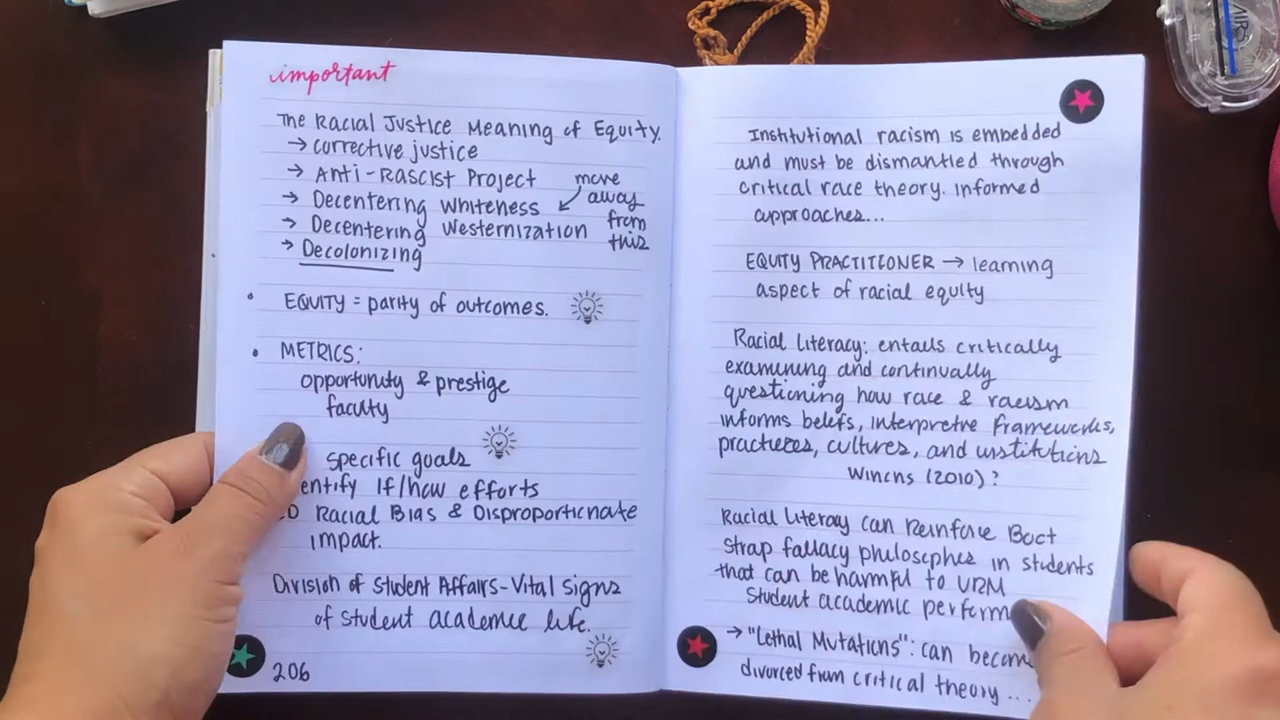 important
The Racial Justice Meaning of Equity.
→ corrective justice
→ Anti-Rascist Project
→ Decentering Whiteness
→ Decentering Westernization
→ Decolonizing
move
away
from
this
• EQUITY = parity of outcomes.
• METRICS:
opportunity & prestige
faculty
specific goals
entify If/how efforts
Racial Bias & Disproportionate
impact.
Division of Student Affairs - Vital signs
of student academic life.
206
Institutional racism is embedded
and must be dismantled through
critical race theory. informed
approaches...
EQUITY PRACTITIONER → learning
aspect of racial equity
Racial Literacy: entails critically
examining and continually
questioning how race & racism
informs beliefs, interpretive frameworks,
practices, cultures, and institutions
(2010)?
Racial Literacy can Reinforce Boot
Strap fallacy philosophies in students
that can be harmful to URM
Student academic perform
→ "Lethal Mutations": can become
divorced from critical theory ...